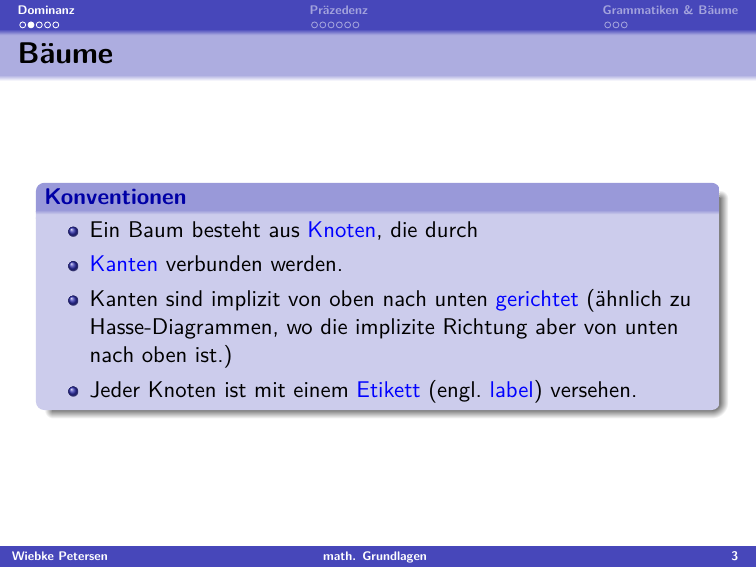 Dominanz Präzedenz Grammatiken & Bäume
Bäume
Konventionen
Ein Baum besteht aus Knoten, die durch
Kanten verbunden werden.
Kanten sind implizit von oben nach unten gerichtet (ähnlich zu
Hasse-Diagrammen, wo die implizite Richtung aber von unten
nach oben ist.)
Jeder Knoten ist mit einem Etikett (engl. label) versehen.
Wiebke Petersen math. Grundlagen 3